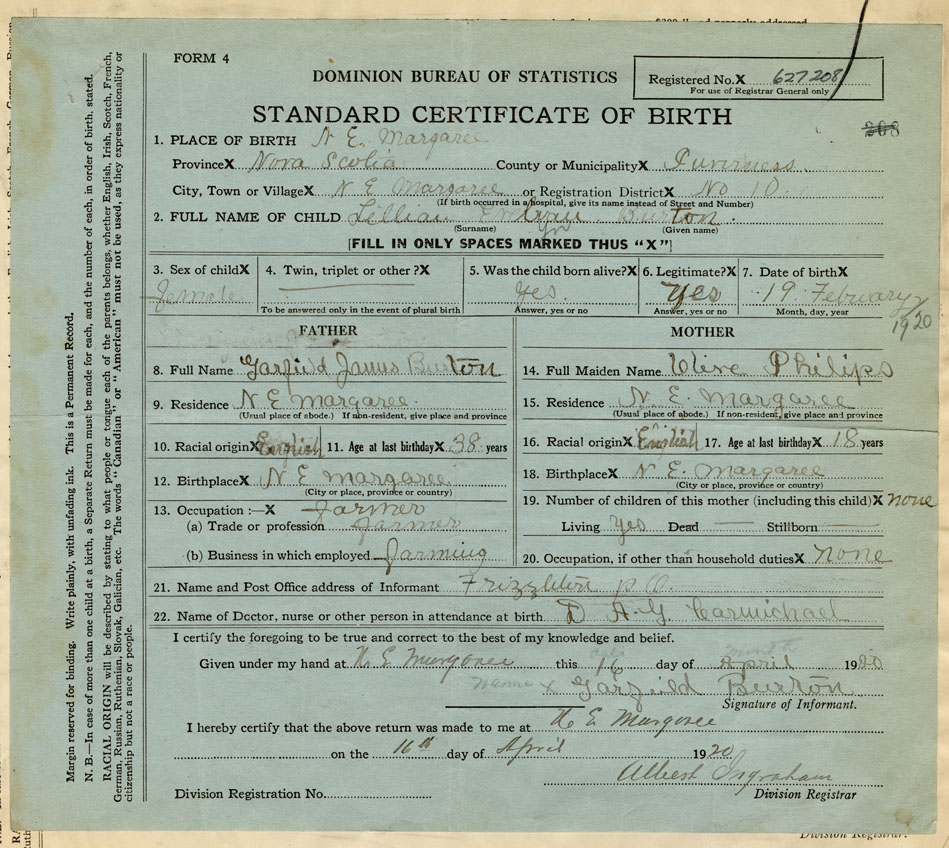 FORM 4
DOMINION BUREAU OF STATISTICS
Registered No. X 627208
For use of Registrar General only
STANDARD CERTIFICATE OF BIRTH
208
1. PLACE OF BIRTH N E. Margaree
Province X Nova Scotia County or Municipality X Inverness.
City, Town or Village X N E Margaree or Registration District X No 10
(If birth occurred in a hospital, give its name instead of Street and Number)
2. FULL NAME OF CHILD Lillian Burton.
(Surname) (Given name)
[FILL IN ONLY SPACES MARKED THUS "X"]
3. Sex of child X 4. Twin, triplet or other ? X 5. Was the child born alive? X 6. Legitimate? X 7. Date of birth X
female yes. yes 19 Febuary
1920
To be answered only in the event of plural birth Answer, yes or no Answer, yes or no Month, day, year
FATHER
8. Full Name Garfield James Burton
9. Residence N E margaree.
(Usual place of abode.) If non-resident, give place and province
10. Racial origin X English 11. Age at last birthday X 38 years
12. Birthplace X N E margaree
(City or place, province or country)
13. Occupation :— X farmer
(a) Trade or profession farmer
(b) Business in which employed farming
MOTHER
14. Full Maiden Name Olive Philips
15. Residence N. E. Margaree
(Usual place of abode.) If non-resident, give place and province
16. Racial origin X English 17. Age at last birthday X 18 years
18. Birthplace X N E. Margaree
(City or place, province or country)
19. Number of children of this mother (including this child) X none
Living yes Dead — Stillborn —
20. Occupation, if other than household duties X none
21. Name and Post Office address of Informant Frizzleton P O
22. Name of Doctor, nurse or other person in attendance at birth D A. G. Carmichael
I certify the foregoing to be true and correct to the best of my knowledge and belief.
date month
Given under my hand at N. E Margaree this 16 day of April 1920
name x Garfield Burton
Signature of Informant.
I hereby certify that the above return was made to me at N E Margaree
on the 16th day of April 1920
Albert Ingraham
Division Registration No. Division Registrar
Margin reserved for binding. Write plainly, with unfading ink. This is a Permanent Record.
N. B.—In case of more than one child at a birth, a Separate Return must be made for each, and the number of each, in order of birth, stated.
RACIAL ORIGIN will be described by stating to what people or tongue each of the parents belongs, whether English, Irish, Scotch, French,
German, Russian, Ruthenian, Slovak, Galician, etc. The words "Canadian" or "American" must not be used, as they express nationality or
citizenship but not a race or people.
Division Registrar.